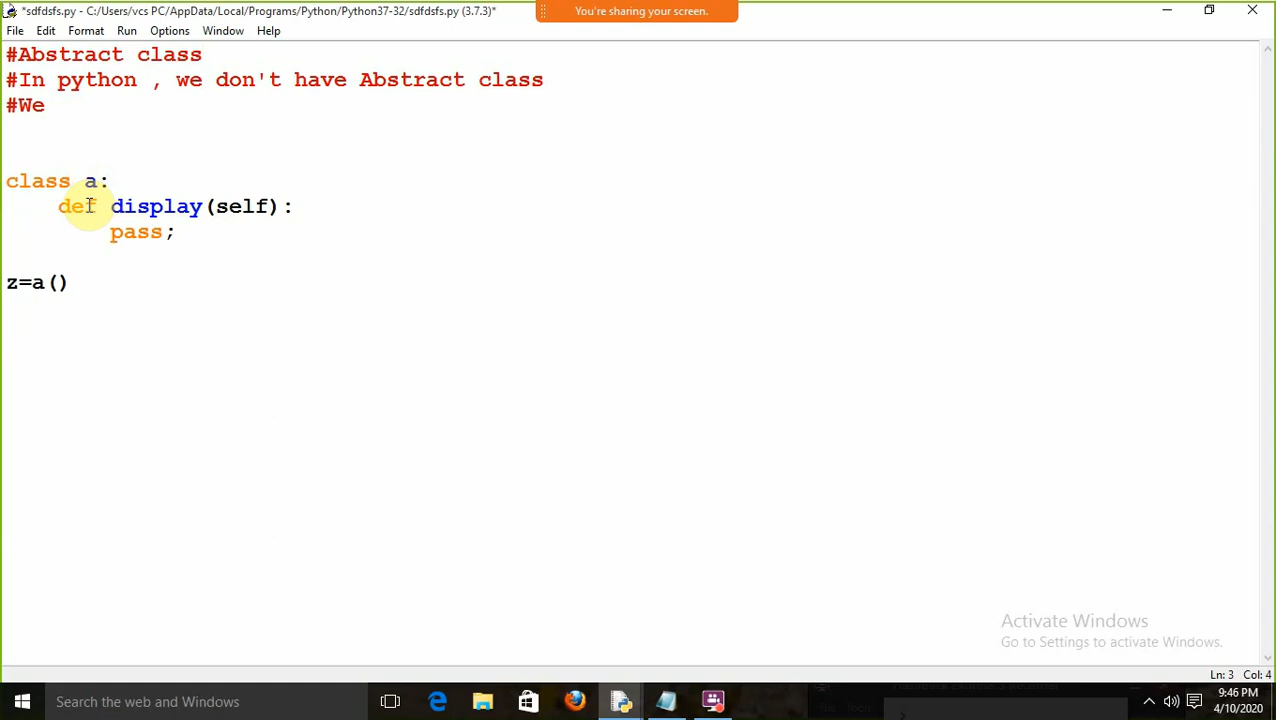 *sdfdsfs.py - C:/Users/vcs PC/AppData/Local/Programs/Python/Python37-32/sdfdsfs.py (3.7.3)*
You're sharing your screen.
File Edit Format Run Options Window Help
#Abstract class
#In python , we don't have Abstract class
#We
class a:
def display(self):
pass;
z=a()
Activate Windows
Go to Settings to activate Windows.
Ln: 3 Col: 4
Search the web and Windows
9:46 PM
4/10/2020